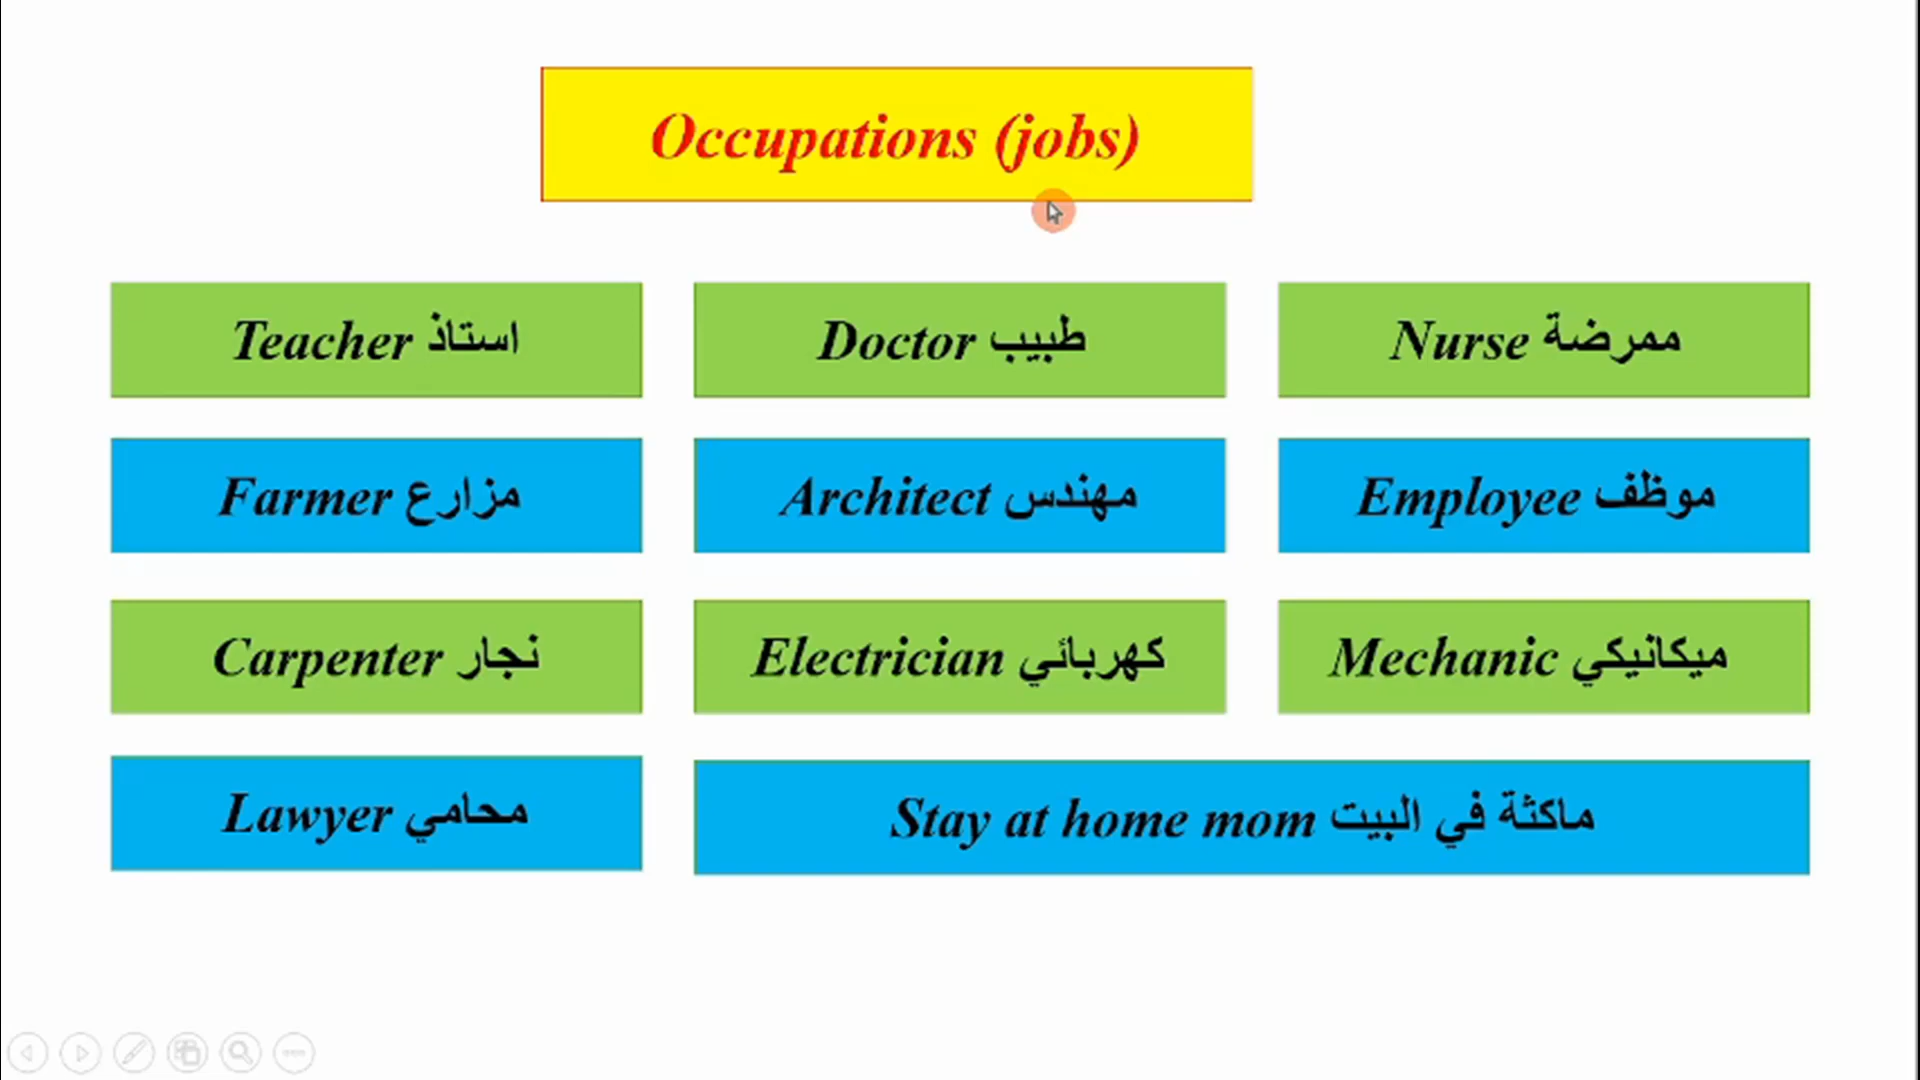 Occupations (jobs)
Teacher استاذ
Doctor طبيب
Nurse ممرضة
Farmer مزارع
Architect مهندس
Employee موظف
Carpenter نجار
Electrician كهربائي
Mechanic ميكانيكي
Lawyer محامي
Stay at home mom ماكثة في البيت